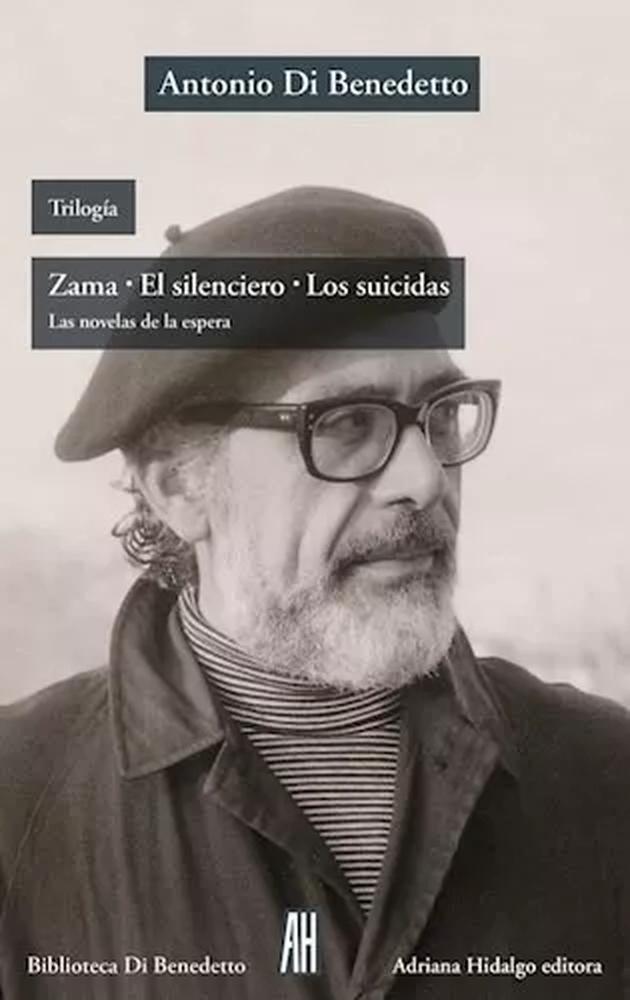 Antonio Di Benedetto
Trilogía
Zama · El silenciero · Los suicidas
Las novelas de la espera
AH
Biblioteca Di Benedetto
Adriana Hidalgo editora